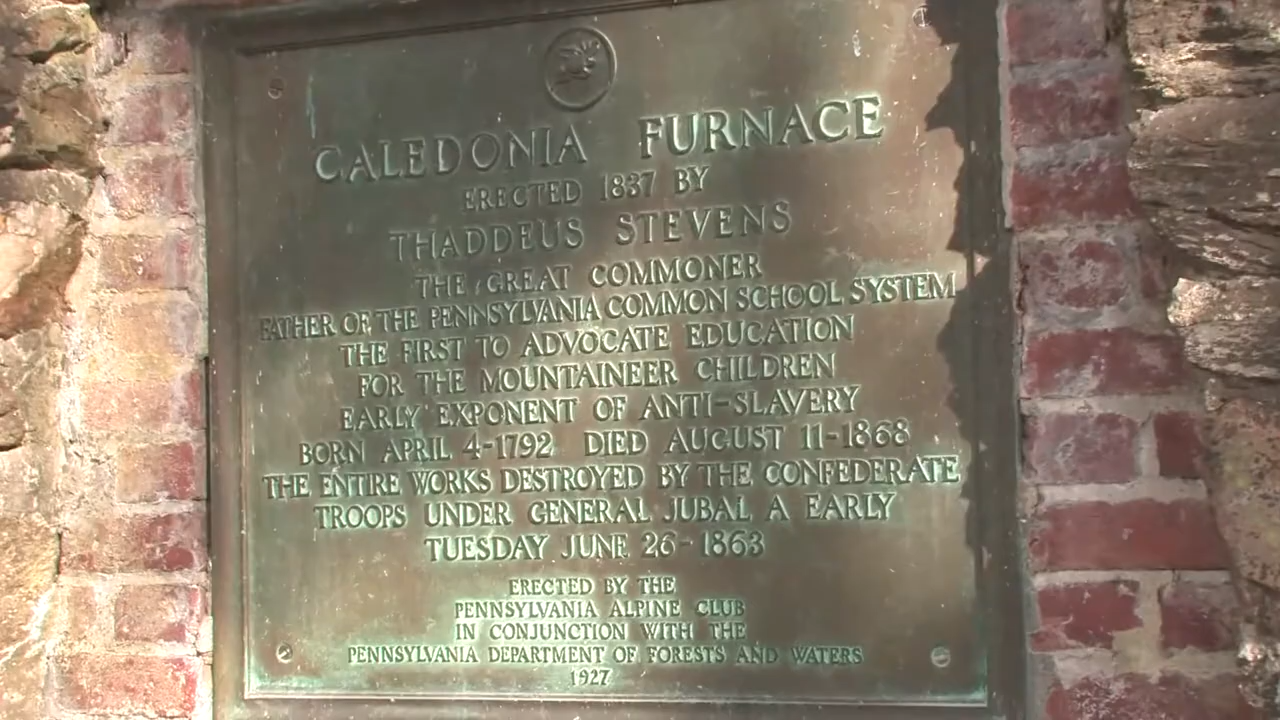 CALEDONIA FURNACE
ERECTED 1837 BY
THADDEUS STEVENS
THE GREAT COMMONER
FATHER OF THE PENNSYLVANIA COMMON SCHOOL SYSTEM
THE FIRST TO ADVOCATE EDUCATION
FOR THE MOUNTAINEER CHILDREN
EARLY EXPONENT OF ANTI-SLAVERY
BORN APRIL 4-1792 DIED AUGUST 11-1868
THE ENTIRE WORKS DESTROYED BY THE CONFEDERATE
TROOPS UNDER GENERAL JUBAL A EARLY
TUESDAY JUNE 26-1863
ERECTED BY THE
PENNSYLVANIA ALPINE CLUB
IN CONJUNCTION WITH THE
PENNSYLVANIA DEPARTMENT OF FORESTS AND WATERS
1927